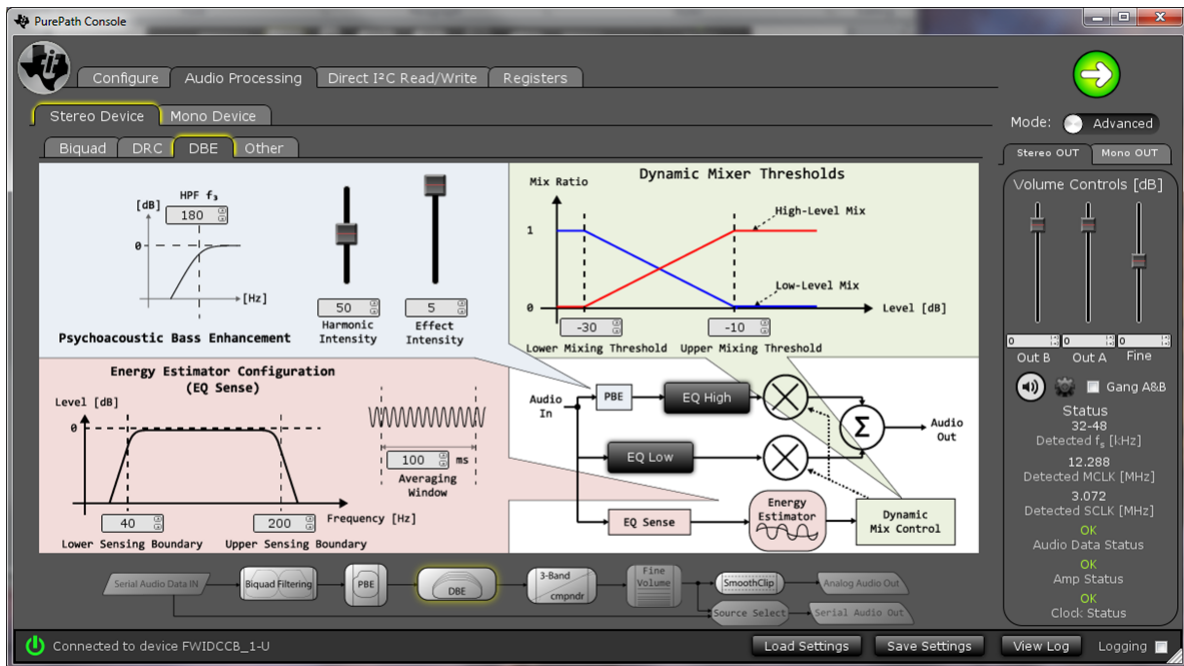 PurePath Console
Configure
Audio Processing
Direct I²C Read/Write
Registers
Stereo Device
Mono Device
Mode:
Advanced
Biquad
DRC
DBE
Other
Stereo OUT
Mono OUT
HPF f₃
[dB]
180
0
[Hz]
Psychoacoustic Bass Enhancement
50
Harmonic
Intensity
5
Effect
Intensity
Dynamic Mixer Thresholds
Mix Ratio
High-Level Mix
1
Low-Level Mix
0
Level [dB]
-30
-10
Lower Mixing Threshold
Upper Mixing Threshold
Energy Estimator Configuration
(EQ Sense)
Level [dB]
0
100
ms
Averaging
Window
40
200
Frequency [Hz]
Lower Sensing Boundary
Upper Sensing Boundary
Audio
In
PBE
EQ High
EQ Low
Σ
Audio
Out
EQ Sense
Energy
Estimator
Dynamic
Mix Control
Volume Controls [dB]
0
0
0
Out B
Out A
Fine
Gang A&B
Status
32-48
Detected fs [kHz]
12.288
Detected MCLK [MHz]
3.072
Detected SCLK [MHz]
OK
Audio Data Status
OK
Amp Status
OK
Clock Status
Serial Audio Data IN
Biquad Filtering
PBE
DBE
3-Band
cmpndr
Fine
Volume
SmoothClip
Analog Audio Out
Source Select
Serial Audio Out
Connected to device FWIDCCB_1-U
Load Settings
Save Settings
View Log
Logging